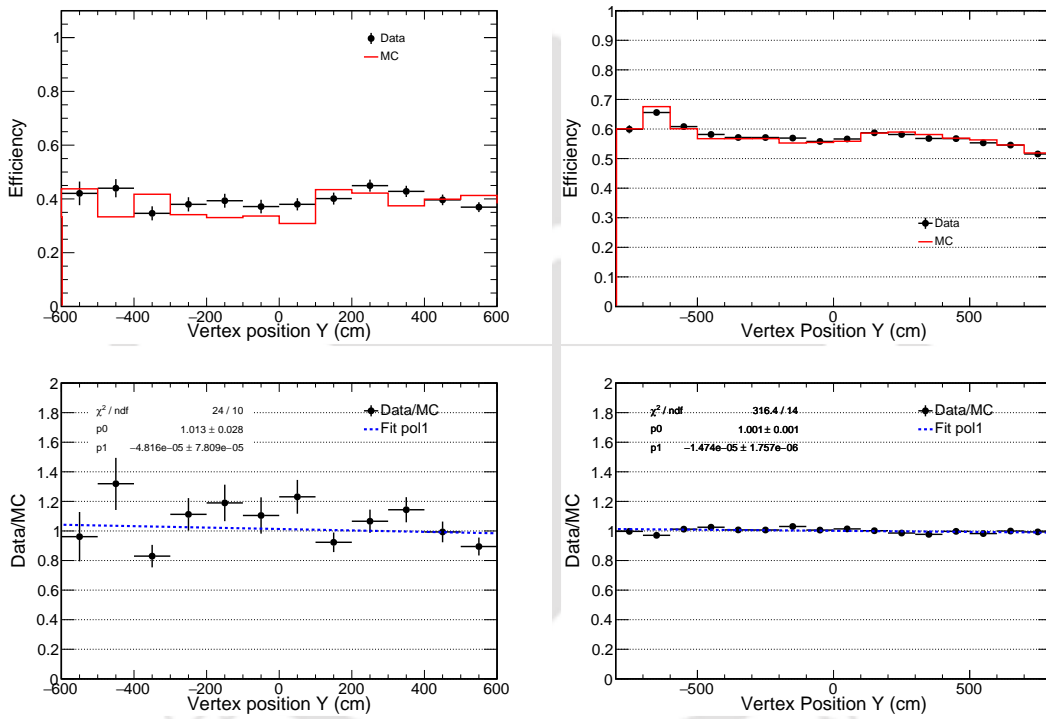 1
0.8
0.6
0.4
0.2
0
Efficiency
Data
MC
−600 −400 −200 0 200 400 600
Vertex position Y (cm)
1
0.9
0.8
0.7
0.6
0.5
0.4
0.3
0.2
0.1
0
Efficiency
Data
MC
−500 0 500
Vertex Position Y (cm)
2
1.8
1.6
1.4
1.2
1
0.8
0.6
0.4
0.2
0
Data/MC
χ² / ndf 24 / 10
p0 1.013 ± 0.028
p1 −4.816e−05 ± 7.809e−05
Data/MC
Fit pol1
−600 −400 −200 0 200 400 600
Vertex position Y (cm)
2
1.8
1.6
1.4
1.2
1
0.8
0.6
0.4
0.2
0
Data/MC
χ² / ndf 316.4 / 14
p0 1.001 ± 0.001
p1 −1.474e−05 ± 1.757e−06
Data/MC
Fit pol1
−500 0 500
Vertex Position Y (cm)